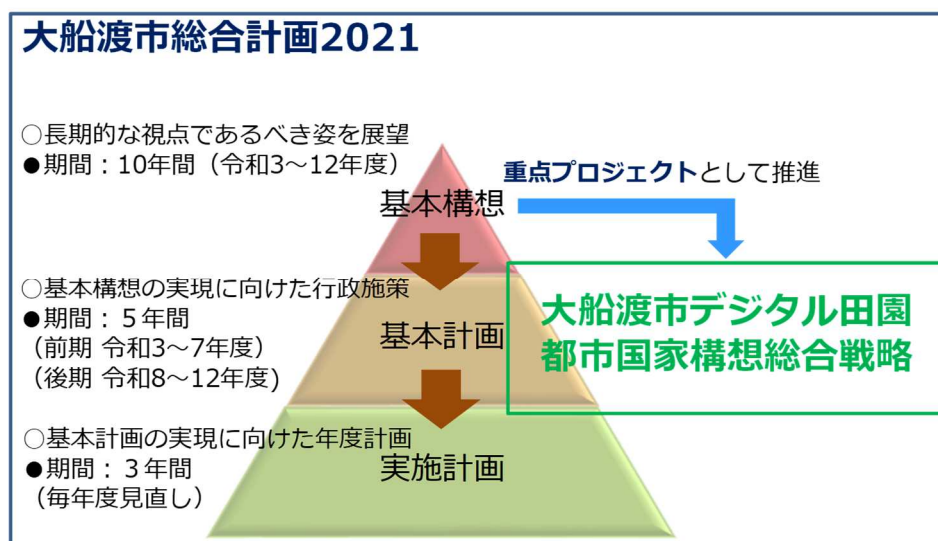 大船渡市総合計画2021
○長期的な視点であるべき姿を展望
●期間：10年間（令和3～12年度）
重点プロジェクトとして推進
基本構想
○基本構想の実現に向けた行政施策
●期間：５年間
（前期 令和3～7年度）
（後期 令和8～12年度）
基本計画
大船渡市デジタル田園
都市国家構想総合戦略
○基本計画の実現に向けた年度計画
●期間：３年間
（毎年度見直し）
実施計画